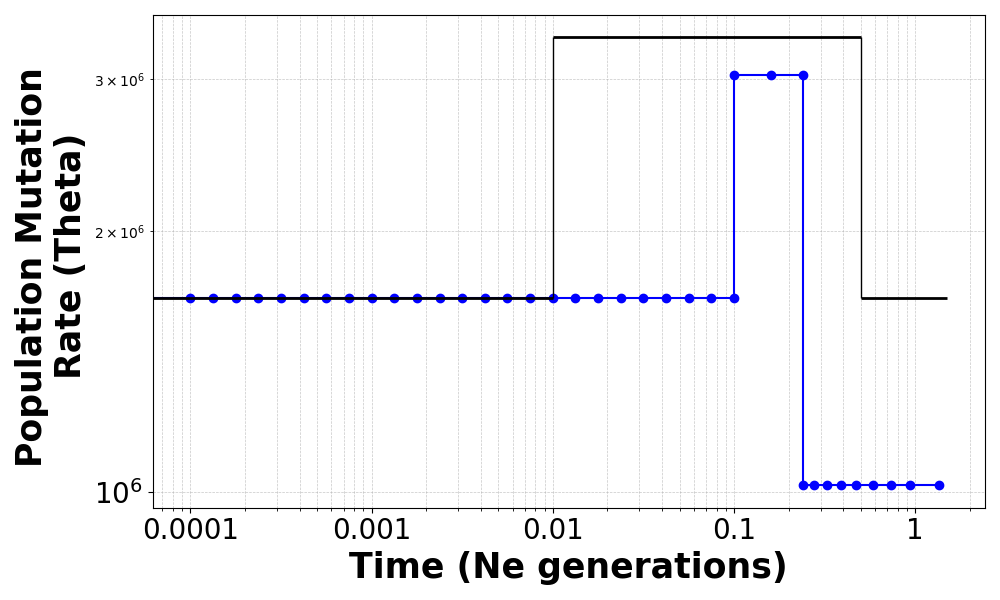 Population Mutation
Rate (Theta)
3 × 10⁶
2 × 10⁶
10⁶
0.0001 0.001 0.01 0.1 1
Time (Ne generations)